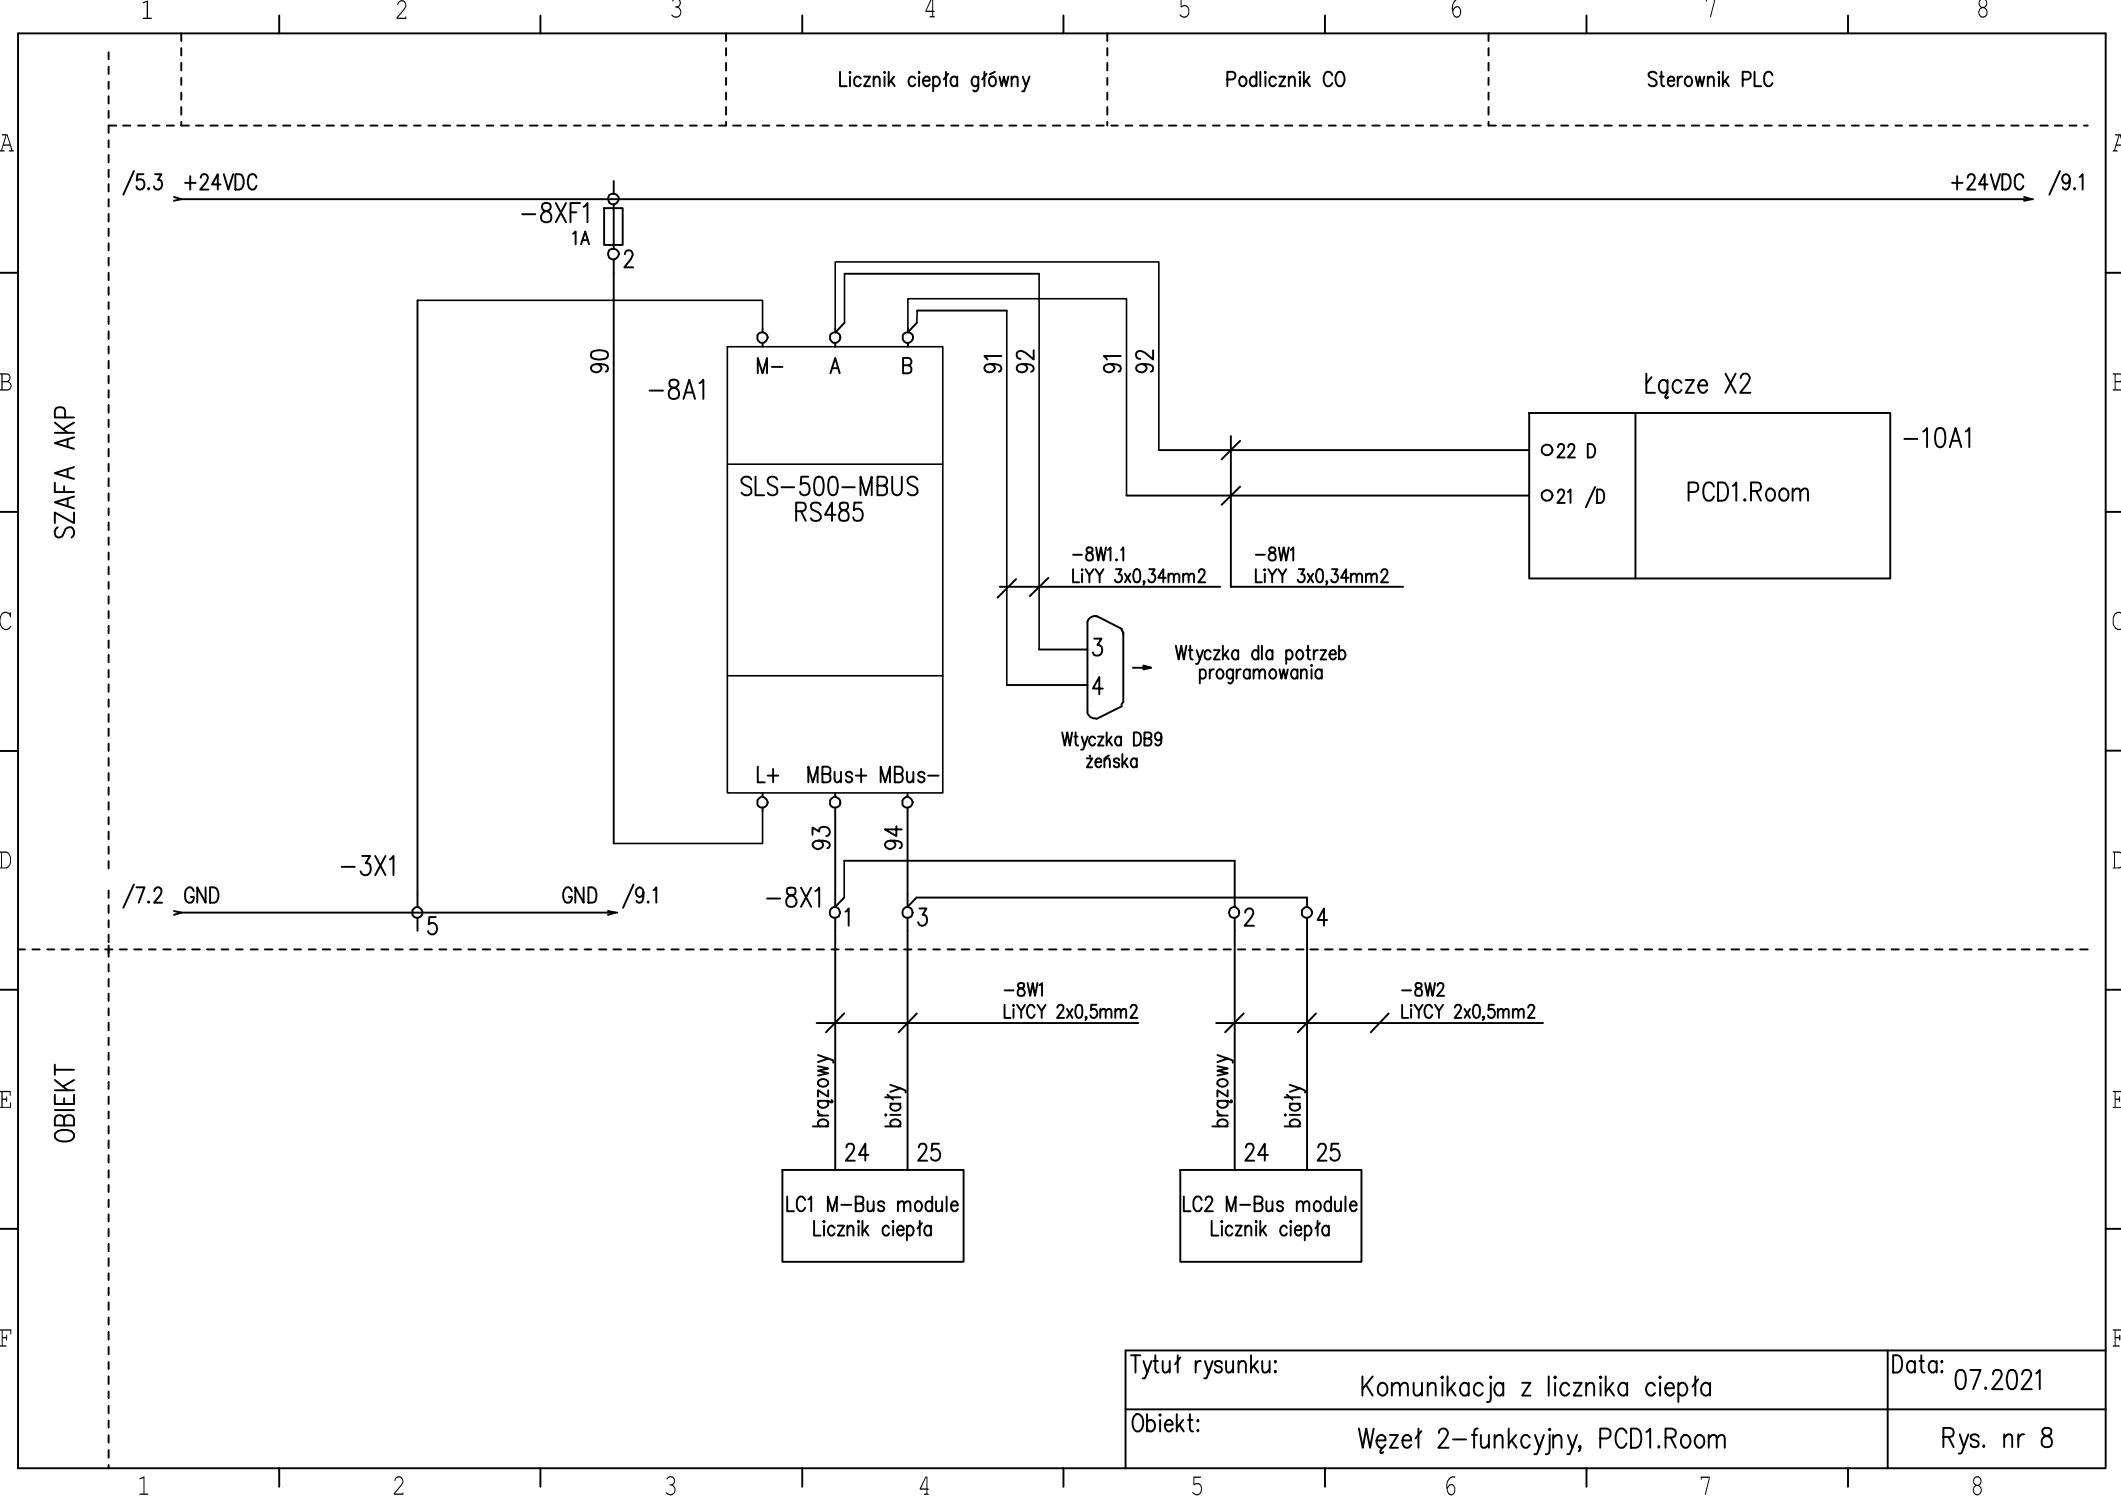 1 2 3 4 5 6 7 8
Licznik ciepła główny
Podlicznik CO
Sterownik PLC
A
A
/5.3 +24VDC
+24VDC /9.1
-8XF1
1A
2
SZAFA AKP
B
B
90
-8A1
M-
A
B
91
92
91
92
Łącze X2
-10A1
22 D
21 /D
PCD1.Room
SLS-500-MBUS
RS485
-8W1.1
LiYY 3x0,34mm2
-8W1
LiYY 3x0,34mm2
C
C
3
4
Wtyczka dla potrzeb
programowania
Wtyczka DB9
żeńska
L+
MBus+
MBus-
93
94
D
D
-3X1
/7.2 GND
GND /9.1
5
-8X1
1
3
2
4
OBIEKT
-8W1
LiYCY 2x0,5mm2
-8W2
LiYCY 2x0,5mm2
E
E
brązowy
biały
brązowy
biały
24
25
24
25
LC1 M-Bus module
Licznik ciepła
LC2 M-Bus module
Licznik ciepła
F
F
Tytuł rysunku:
Komunikacja z licznika ciepła
Data:
07.2021
Obiekt:
Węzeł 2-funkcyjny, PCD1.Room
Rys. nr 8
1 2 3 4 5 6 7 8